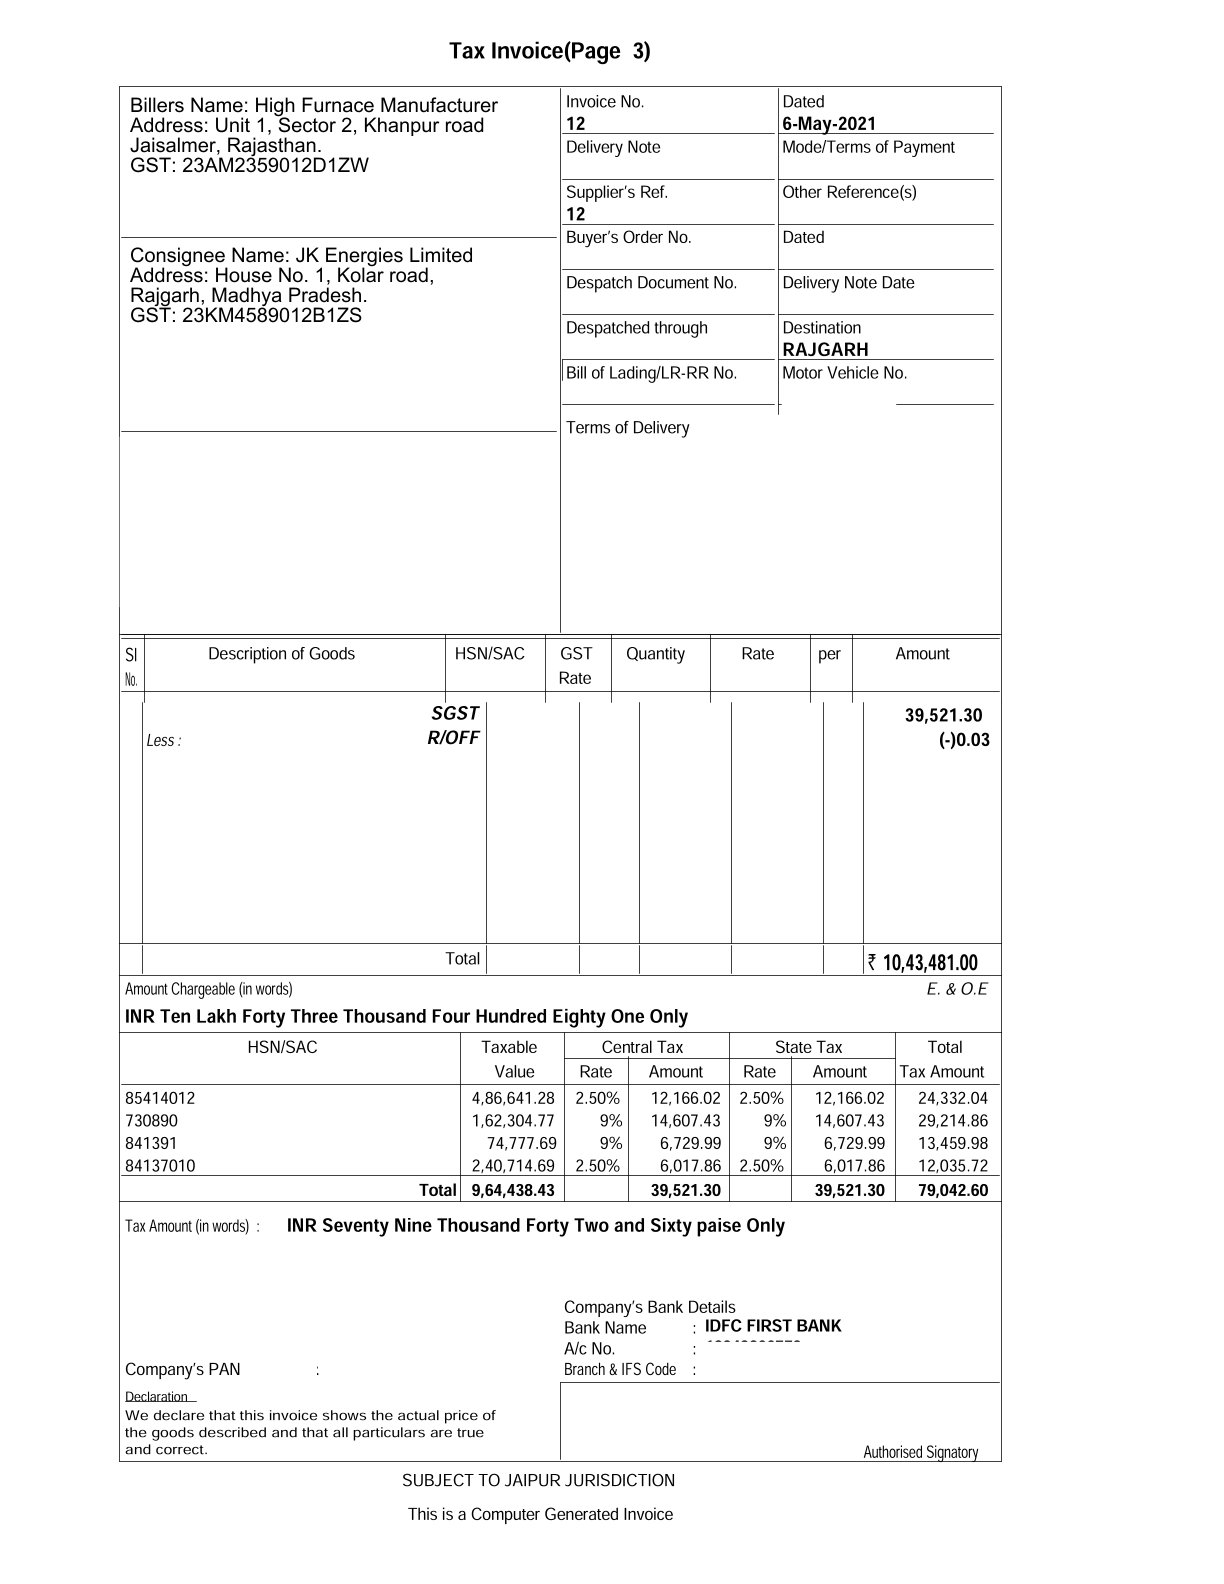 Tax Invoice(Page 3)
Billers Name: High Furnace Manufacturer
Address: Unit 1, Sector 2, Khanpur road
Jaisalmer, Rajasthan.
GST: 23AM2359012D1ZW
Consignee Name: JK Energies Limited
Address: House No. 1, Kolar road,
Rajgarh, Madhya Pradesh.
GST: 23KM4589012B1ZS
Invoice No. Dated
12 6-May-2021
Delivery Note Mode/Terms of Payment
Supplier's Ref. Other Reference(s)
12
Buyer's Order No. Dated
Despatch Document No. Delivery Note Date
Despatched through Destination
RAJGARH
Bill of Lading/LR-RR No. Motor Vehicle No.
Terms of Delivery
Sl Description of Goods HSN/SAC GST Quantity Rate per Amount
No. Rate
SGST 39,521.30
Less : R/OFF (-)0.03
Total ₹ 10,43,481.00
Amount Chargeable (in words) E. & O.E
INR Ten Lakh Forty Three Thousand Four Hundred Eighty One Only
HSN/SAC Taxable Central Tax State Tax Total
Value Rate Amount Rate Amount Tax Amount
85414012 4,86,641.28 2.50% 12,166.02 2.50% 12,166.02 24,332.04
730890 1,62,304.77 9% 14,607.43 9% 14,607.43 29,214.86
841391 74,777.69 9% 6,729.99 9% 6,729.99 13,459.98
84137010 2,40,714.69 2.50% 6,017.86 2.50% 6,017.86 12,035.72
Total 9,64,438.43 39,521.30 39,521.30 79,042.60
Tax Amount (in words) : INR Seventy Nine Thousand Forty Two and Sixty paise Only
Company's Bank Details
Bank Name : IDFC FIRST BANK
A/c No. :
Company's PAN : Branch & IFS Code :
Declaration
We declare that this invoice shows the actual price of
the goods described and that all particulars are true
and correct.
Authorised Signatory
SUBJECT TO JAIPUR JURISDICTION
This is a Computer Generated Invoice